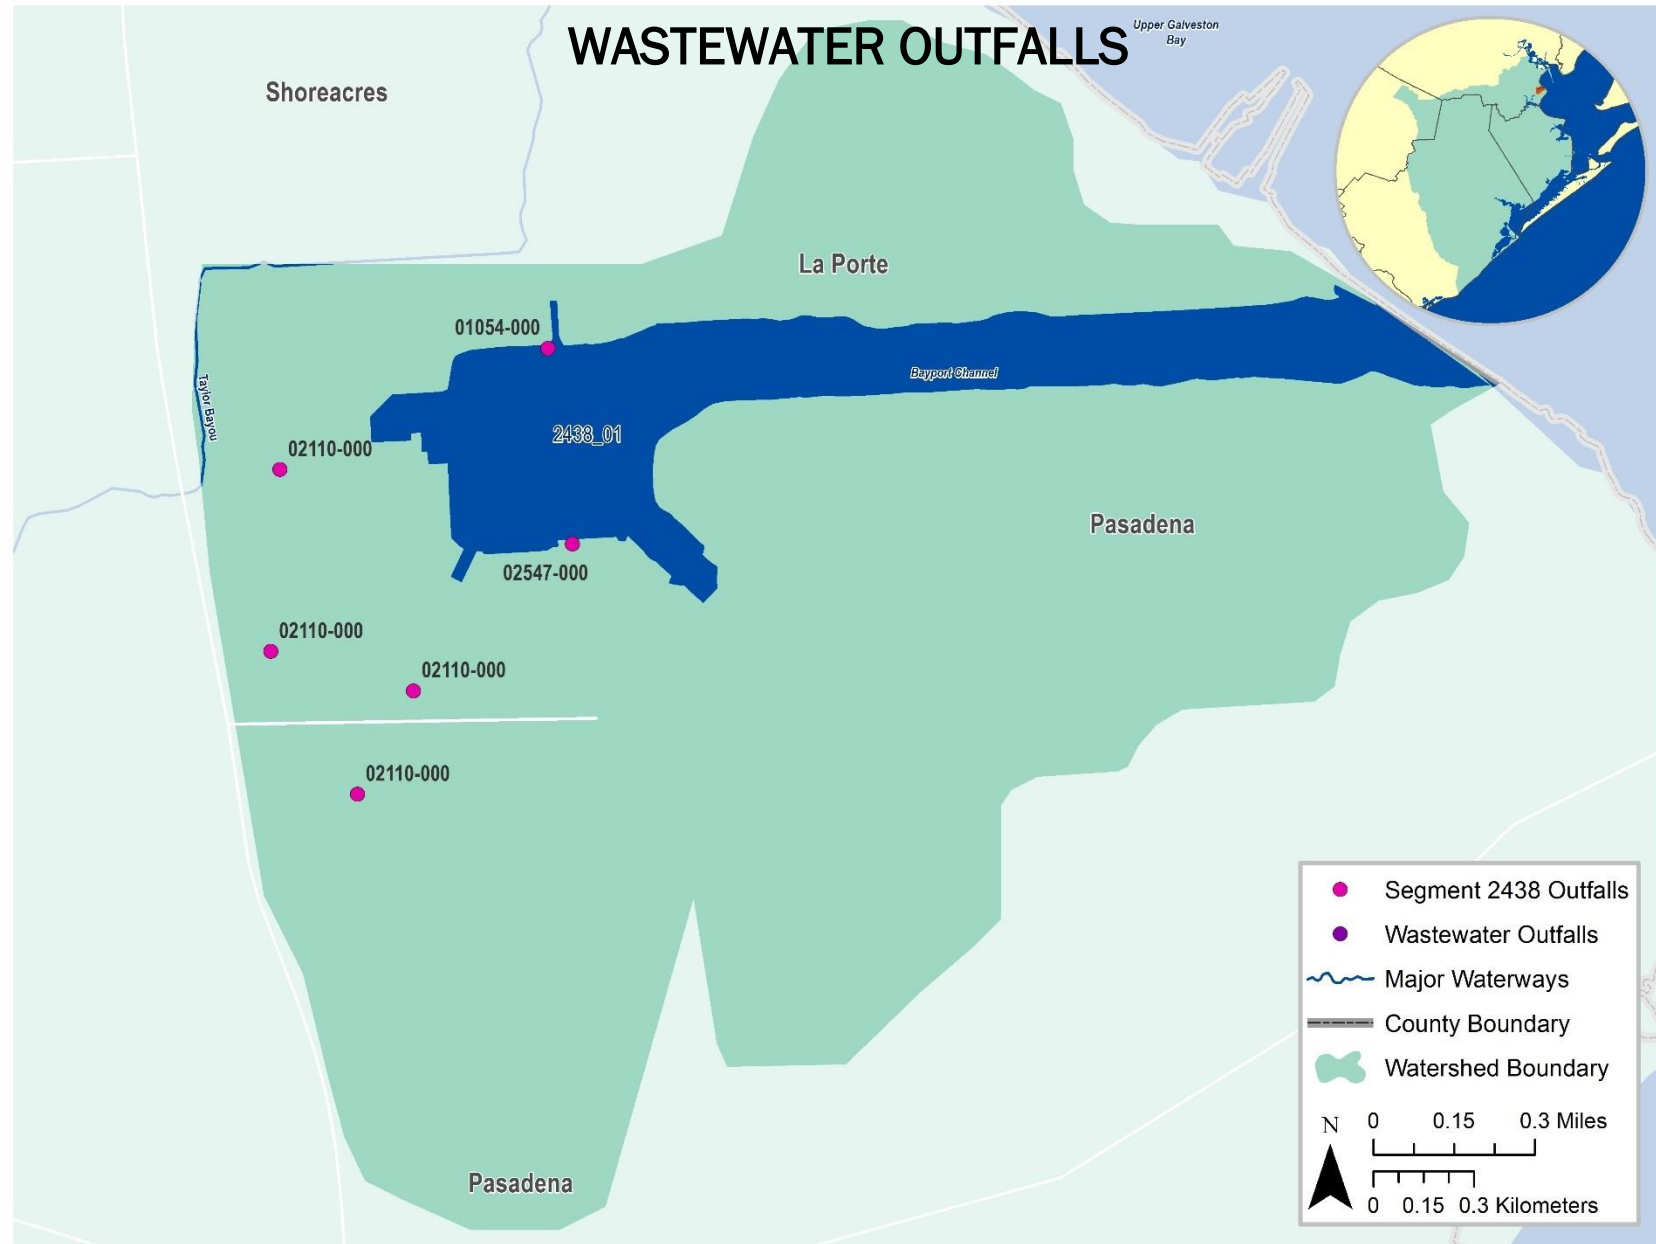 WASTEWATER OUTFALLS
Upper Galveston
Bay
Shoreacres
La Porte
01054-000
Bayport Channel
Taylor Bayou
2438_01
02110-000
Pasadena
02547-000
02110-000
02110-000
02110-000
Pasadena
Segment 2438 Outfalls
Wastewater Outfalls
Major Waterways
County Boundary
Watershed Boundary
N
0 0.15 0.3 Miles
0 0.15 0.3 Kilometers